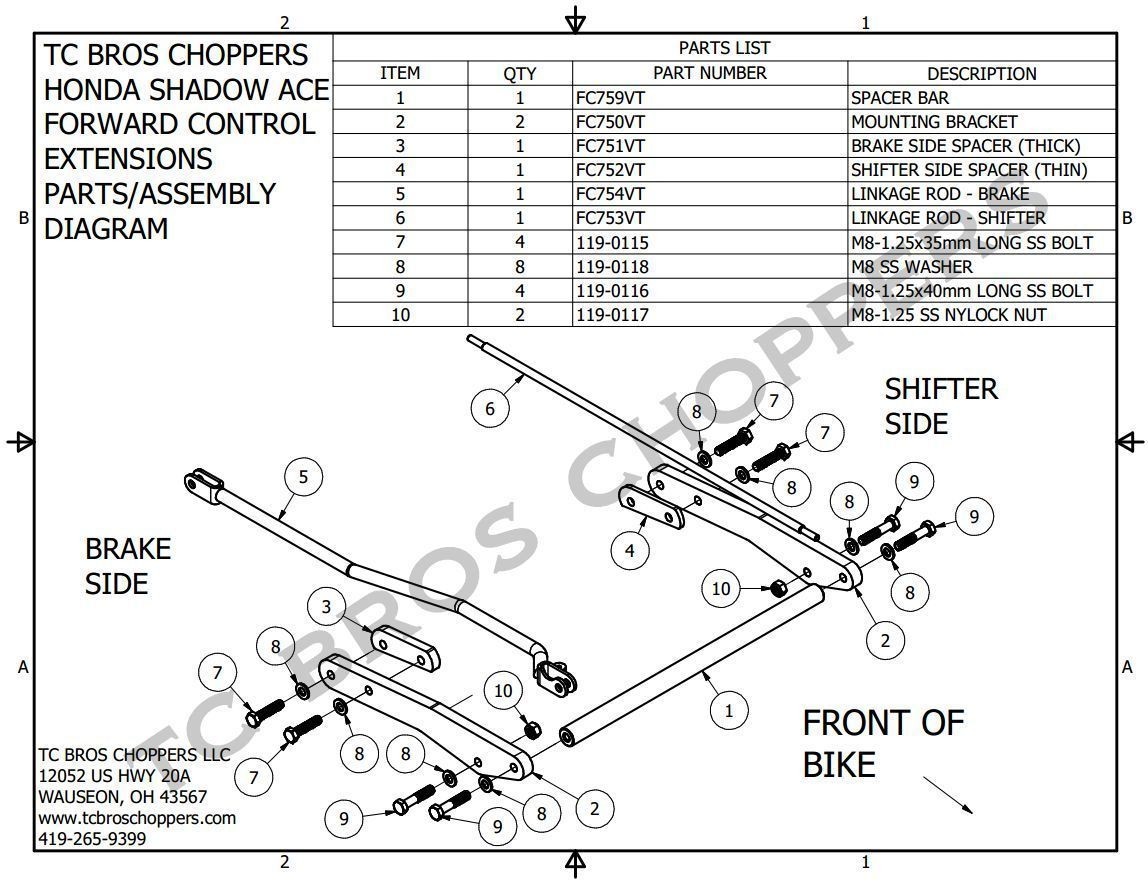 2 1
TC BROS CHOPPERS
HONDA SHADOW ACE
FORWARD CONTROL
EXTENSIONS
PARTS/ASSEMBLY
DIAGRAM
PARTS LIST
ITEM QTY PART NUMBER DESCRIPTION
1 1 FC759VT SPACER BAR
2 2 FC750VT MOUNTING BRACKET
3 1 FC751VT BRAKE SIDE SPACER (THICK)
4 1 FC752VT SHIFTER SIDE SPACER (THIN)
5 1 FC754VT LINKAGE ROD - BRAKE
6 1 FC753VT LINKAGE ROD - SHIFTER
7 4 119-0115 M8-1.25x35mm LONG SS BOLT
8 8 119-0118 M8 SS WASHER
9 4 119-0116 M8-1.25x40mm LONG SS BOLT
10 2 119-0117 M8-1.25 SS NYLOCK NUT
B B
TC BROS CHOPPERS
SHIFTER
SIDE
6 8 7
7
5 8 9
8 9
4
BRAKE
SIDE
10 8
3
8 2
7
A A
10 1
FRONT OF
BIKE
8 8
7
9 9 8 2
TC BROS CHOPPERS LLC
12052 US HWY 20A
WAUSEON, OH 43567
www.tcbroschoppers.com
419-265-9399
2 1